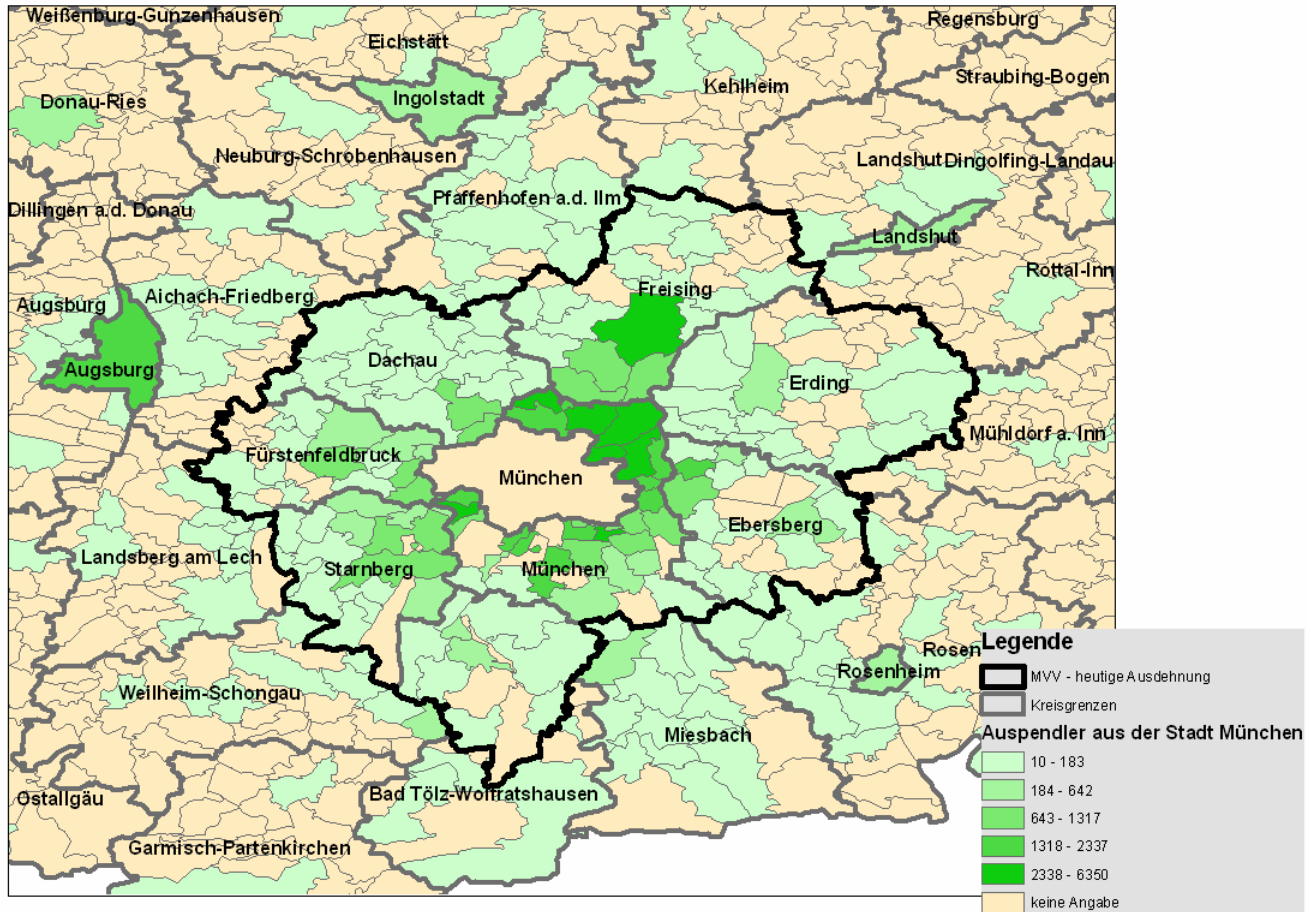 Weißenburg-Gunzenhausen
Regensburg
Eichstätt
Straubing-Bogen
Kehlheim
Donau-Ries
Ingolstadt
Neuburg-Schrobenhausen
Landshut
Dingolfing-Landau
Pfaffenhofen a.d. Ilm
Dillingen a.d. Donau
Landshut
Rottal-Inn
Augsburg
Aichach-Friedberg
Freising
Dachau
Augsburg
Erding
Mühldorf a. Inn
Fürstenfeldbruck
München
Ebersberg
Landsberg am Lech
Starnberg
München
Rosen
Rosenheim
Weilheim-Schongau
Miesbach
Ostallgäu
Bad Tölz-Wolfratshausen
Garmisch-Partenkirchen
Legende
MVV - heutige Ausdehnung
Kreisgrenzen
Auspendler aus der Stadt München
10 - 183
184 - 642
643 - 1317
1318 - 2337
2338 - 6350
keine Angabe